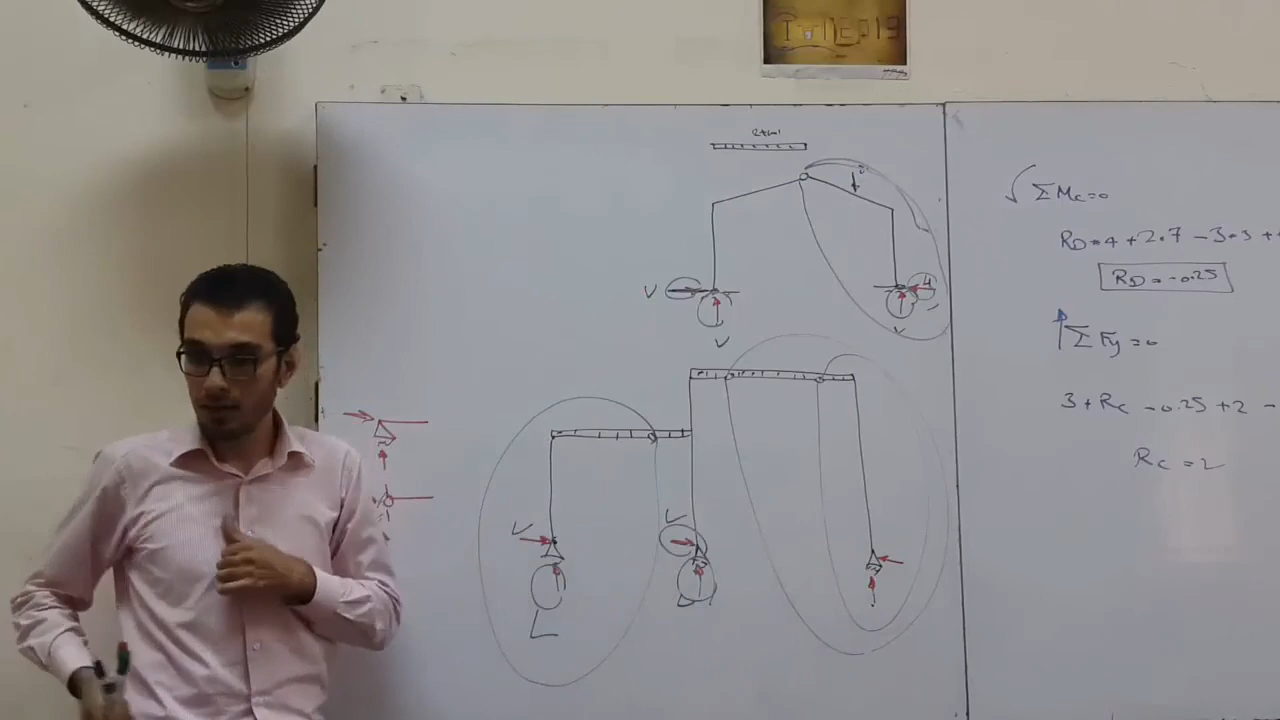 2t/m'
4
ΣMc=0
RD=4+2.7-3*3+
RD=-0.25
ΣFy=0
3+Rc-0.25+2-
Rc=2